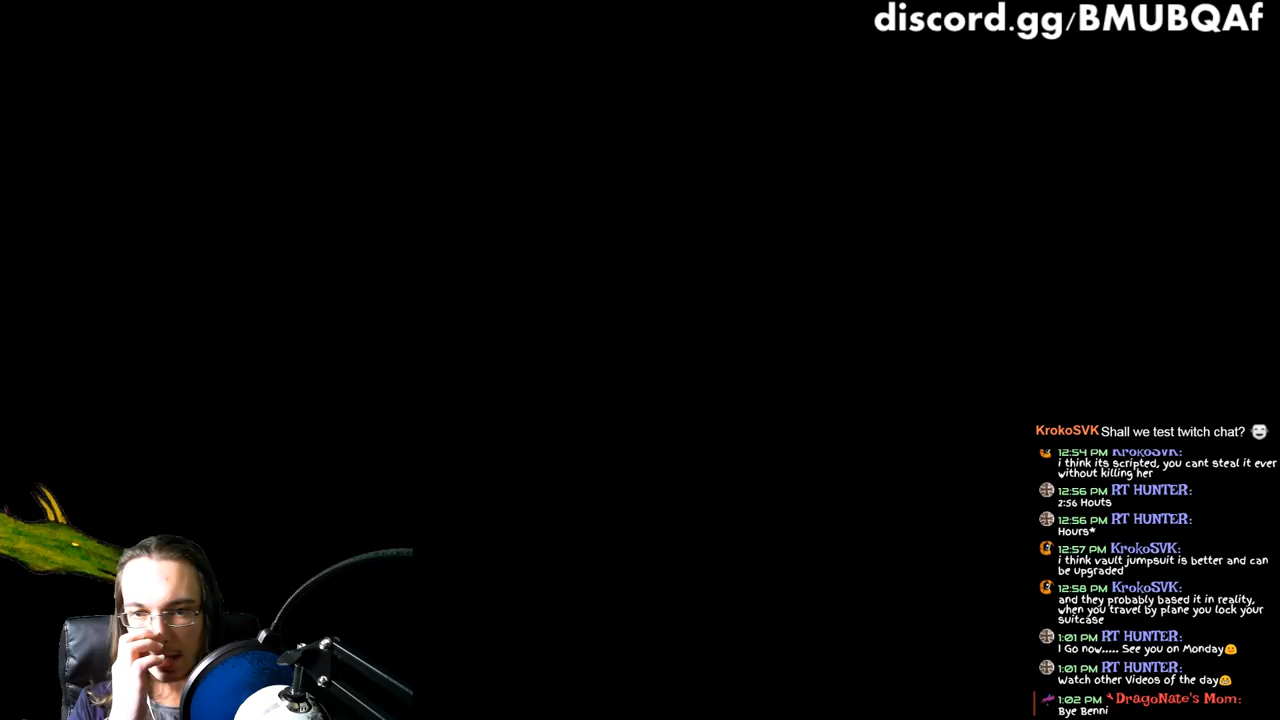 discord.gg/BMUBQAf
KrokoSVK Shall we test twitch chat?
12:54 PM KrokoSVK:
i think its scripted, you cant steal it ever
without killing her
12:56 PM RT HUNTER:
2:56 Houts
12:56 PM RT HUNTER:
Hours*
12:57 PM KrokoSVK:
i think vault jumpsuit is better and can
be upgraded
12:58 PM KrokoSVK:
and they probably based it in reality,
when you travel by plane you lock your
suitcase
1:01 PM RT HUNTER:
I Go now..... See you on Monday
1:01 PM RT HUNTER:
Watch other Videos of the day
1:02 PM DragoNate's Mom:
Bye Benni